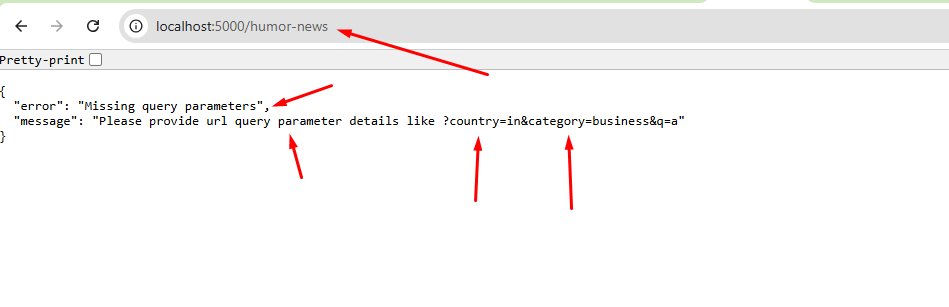 localhost:5000/humor-news
Pretty-print
{
"error": "Missing query parameters",
"message": "Please provide url query parameter details like ?country=in&category=business&q=a"
}